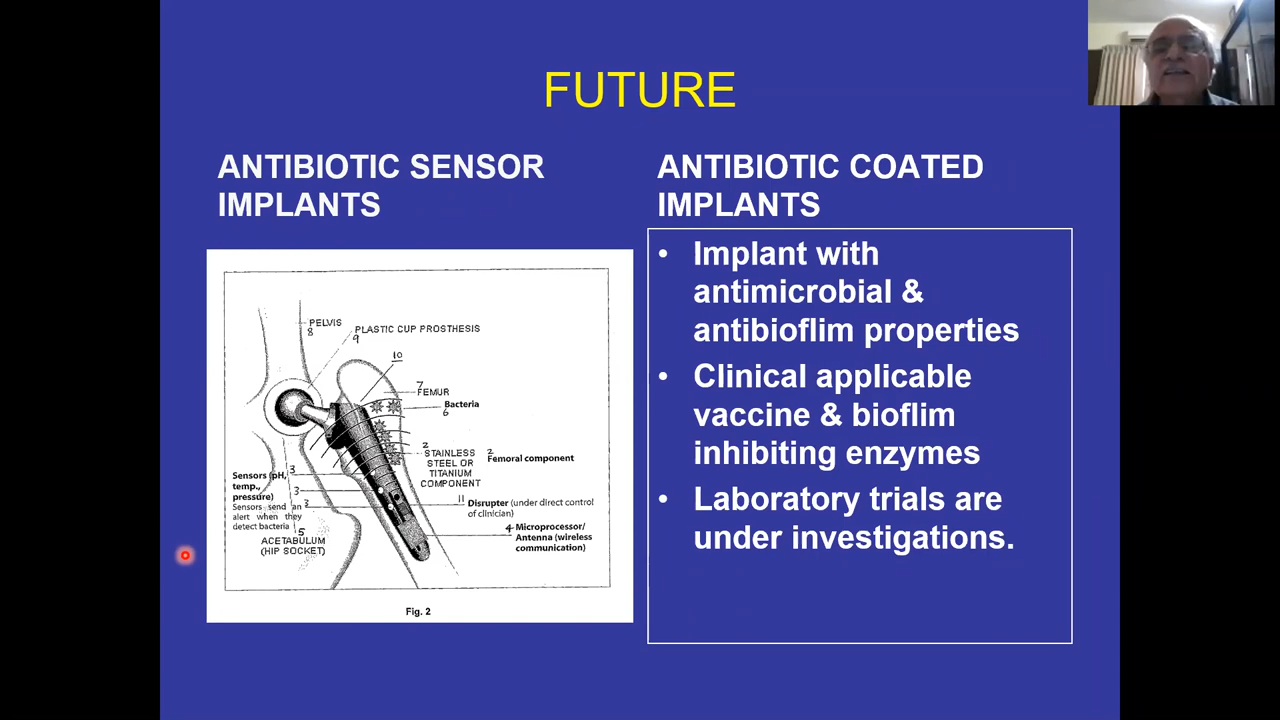 FUTURE
ANTIBIOTIC SENSOR
IMPLANTS
PELVIS
8
PLASTIC CUP PROSTHESIS
9
10
7
FEMUR
Bacteria
6
2
STAINLESS
STEEL OR
TITANIUM
COMPONENT
2
Femoral component
Sensors (pH,
temp.,
pressure)
Sensors send an
alert when they
detect bacteria
3
3
3
11
Disrupter (under direct control
of clinician)
4
Microprocessor/
Antenna (wireless
communication)
5
ACETABULUM
(HIP SOCKET)
Fig. 2
ANTIBIOTIC COATED
IMPLANTS
• Implant with
antimicrobial &
antibioflim properties
• Clinical applicable
vaccine & bioflim
inhibiting enzymes
• Laboratory trials are
under investigations.